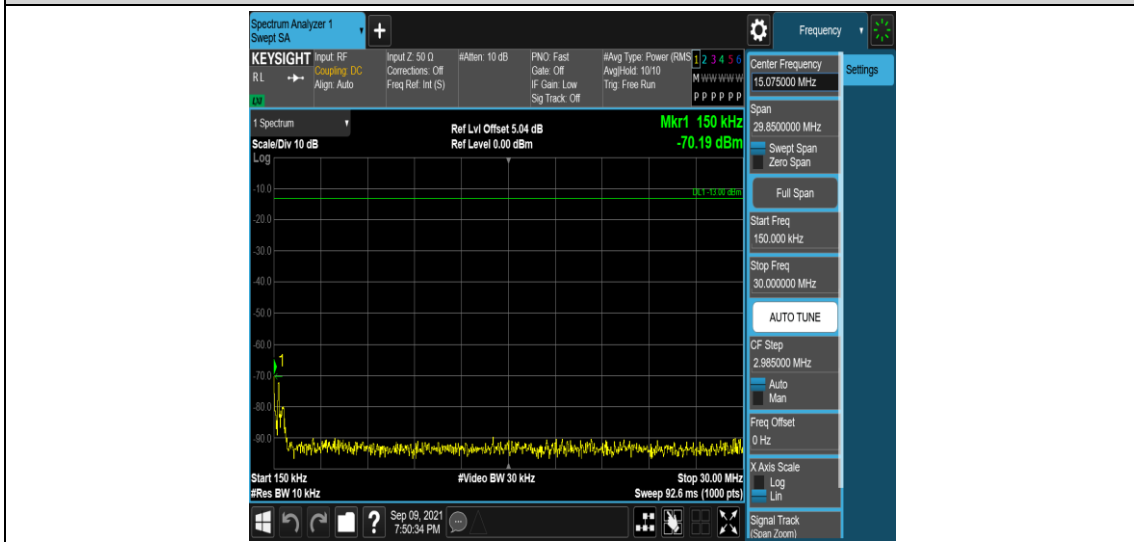 Spectrum Analyzer 1
Swept SA
+
Frequency
KEYSIGHT
RL
LXI
Input: RF
Coupling: DC
Align: Auto
Input Z: 50 Ω
Corrections: Off
Freq Ref: Int (S)
#Atten: 10 dB
PNO: Fast
Gate: Off
IF Gain: Low
Sig Track: Off
#Avg Type: Power (RMS
Avg|Hold: 10/10
Trig: Free Run
1 2 3 4 5 6
M W W W W W
P P P P P P
Center Frequency
15.075000 MHz
Settings
Span
29.8500000 MHz
Swept Span
Zero Span
Full Span
Start Freq
150.000 kHz
Stop Freq
30.000000 MHz
AUTO TUNE
CF Step
2.985000 MHz
Auto
Man
Freq Offset
0 Hz
X Axis Scale
Log
Lin
Signal Track
(Span Zoom)
1 Spectrum
Scale/Div 10 dB
Log
Ref Lvl Offset 5.04 dB
Ref Level 0.00 dBm
Mkr1 150 kHz
-70.19 dBm
DL1 -13.00 dBm
-10.0
-20.0
-30.0
-40.0
-50.0
-60.0
-70.0
-80.0
-90.0
1
Start 150 kHz
#Res BW 10 kHz
#Video BW 30 kHz
Stop 30.00 MHz
Sweep 92.6 ms (1000 pts)
?
Sep 09, 2021
7:50:34 PM